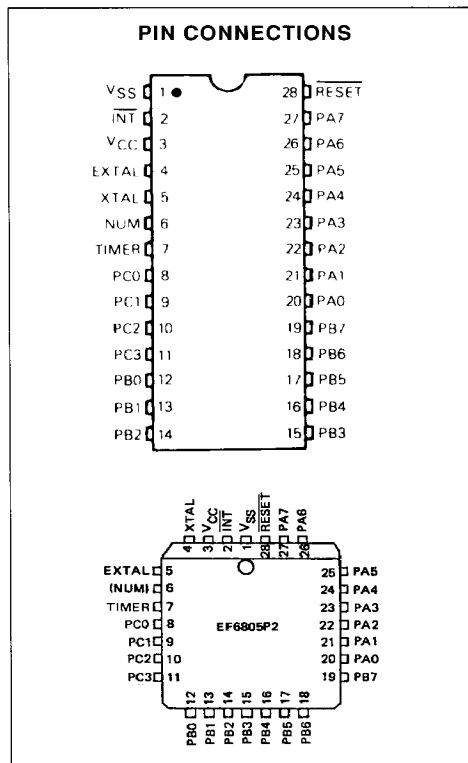 PIN CONNECTIONS
VSS 1 28 RESET
INT 2 27 PA7
VCC 3 26 PA6
EXTAL 4 25 PA5
XTAL 5 24 PA4
NUM 6 23 PA3
TIMER 7 22 PA2
PC0 8 21 PA1
PC1 9 20 PA0
PC2 10 19 PB7
PC3 11 18 PB6
PB0 12 17 PB5
PB1 13 16 PB4
PB2 14 15 PB3
XTAL VCC INT VSS RESET PA7 PA6
4 3 2 1 28 27 26
EXTAL 5 25 PA5
(NUM) 6 24 PA4
TIMER 7 23 PA3
PC0 8 EF6805P2 22 PA2
PC1 9 21 PA1
PC2 10 20 PA0
PC3 11 19 PB7
12 13 14 15 16 17 18
PB0 PB1 PB2 PB3 PB4 PB5 PB6